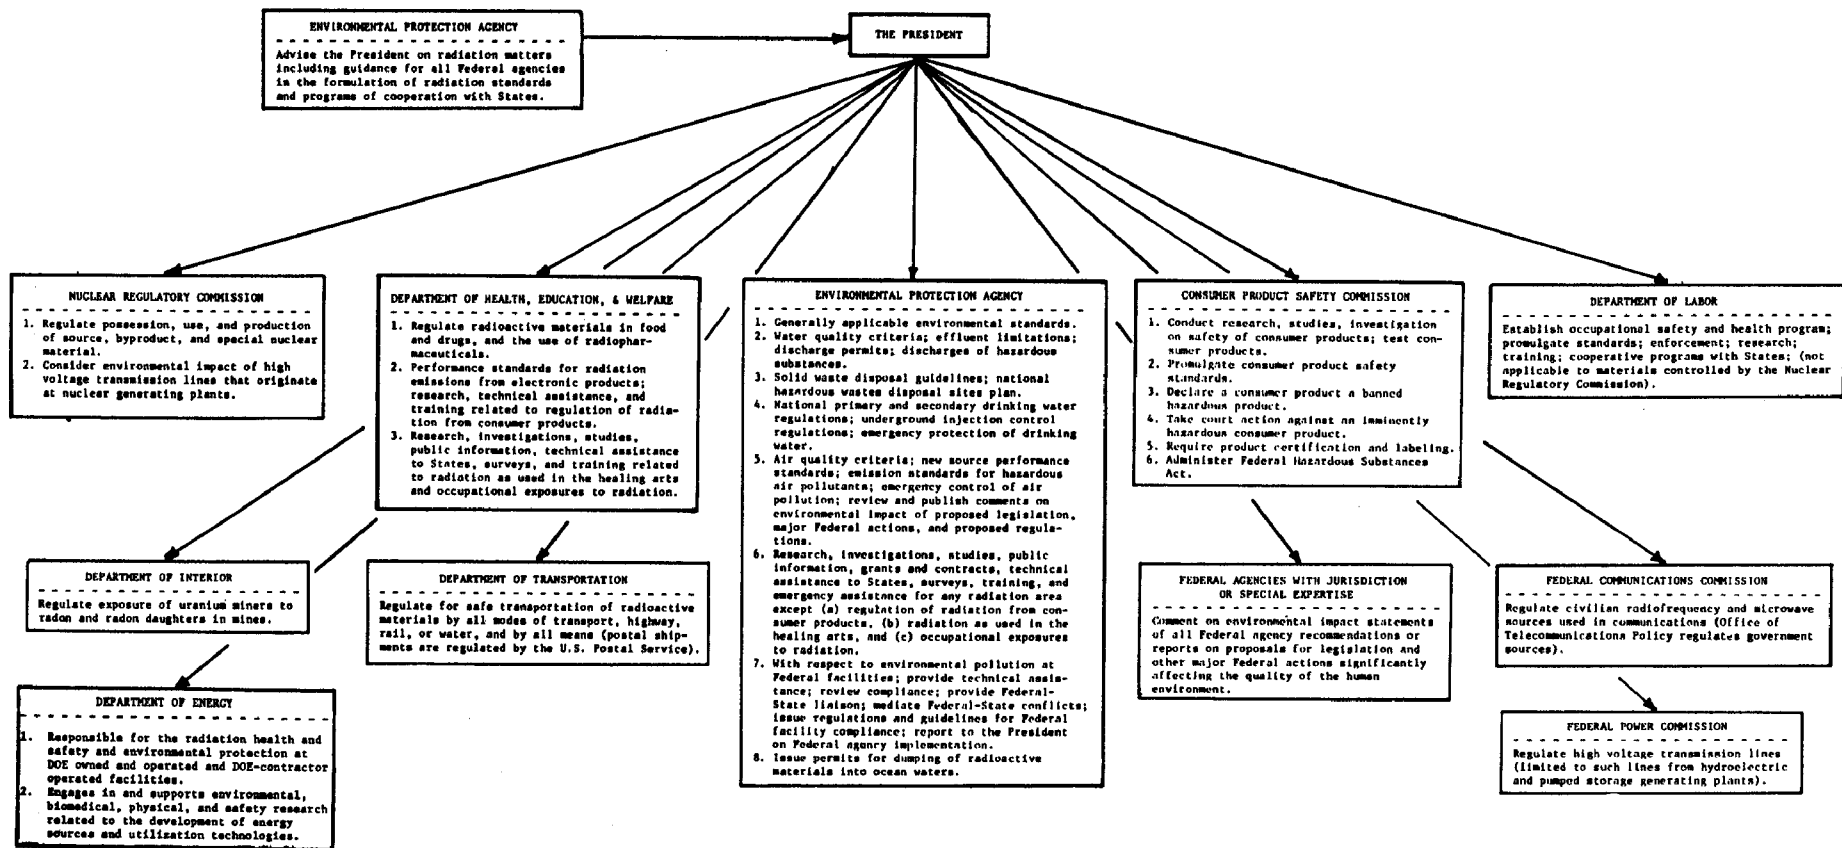 ENVIRONMENTAL PROTECTION AGENCY
Advise the President on radiation matters
including guidance for all Federal agencies
in the formulation of radiation standards
and programs of cooperation with States.
THE PRESIDENT
NUCLEAR REGULATORY COMMISSION
1. Regulate possession, use, and production
of source, byproduct, and special nuclear
material.
2. Consider environmental impact of high
voltage transmission lines that originate
at nuclear generating plants.
DEPARTMENT OF HEALTH, EDUCATION, & WELFARE
1. Regulate radioactive materials in food
and drugs, and the use of radiophar-
maceuticals.
2. Performance standards for radiation
emissions from electronic products;
research, technical assistance, and
training related to regulation of radia-
tion from consumer products.
3. Research, investigations, studies,
public information, technical assistance
to States, surveys, and training related
to radiation as used in the healing arts
and occupational exposures to radiation.
ENVIRONMENTAL PROTECTION AGENCY
1. Generally applicable environmental standards.
2. Water quality criteria; effluent limitations;
discharge permits; discharges of hazardous
substances.
3. Solid waste disposal guidelines; national
hazardous wastes disposal sites plan.
4. National primary and secondary drinking water
regulations; underground injection control
regulations; emergency protection of drinking
water.
5. Air quality criteria; new source performance
standards; emission standards for hazardous
air pollutants; emergency control of air
pollution; review and publish comments on
environmental impact of proposed legislation,
major Federal actions, and proposed regula-
tions.
6. Research, investigations, studies, public
information, grants and contracts, technical
assistance to States, surveys, training, and
emergency assistance for any radiation area
except (a) regulation of radiation from con-
sumer products, (b) radiation as used in the
healing arts, and (c) occupational exposures
to radiation.
7. With respect to environmental pollution at
Federal facilities; provide technical assis-
tance; review compliance; provide Federal-
State liaison; mediate Federal-State conflicts;
issue regulations and guidelines for Federal
facility compliance; report to the President
on Federal agency implementation.
8. Issue permits for dumping of radioactive
materials into ocean waters.
CONSUMER PRODUCT SAFETY COMMISSION
1. Conduct research, studies, investigation
on safety of consumer products; test con-
sumer products.
2. Promulgate consumer product safety
standards.
3. Declare a consumer product a banned
hazardous product.
4. Take court action against an imminently
hazardous consumer product.
5. Require product certification and labeling.
6. Administer Federal Hazardous Substances
Act.
DEPARTMENT OF LABOR
Establish occupational safety and health program;
promulgate standards; enforcement; research;
training; cooperative programs with States; (not
applicable to materials controlled by the Nuclear
Regulatory Commission).
DEPARTMENT OF INTERIOR
Regulate exposure of uranium miners to
radon and radon daughters in mines.
DEPARTMENT OF TRANSPORTATION
Regulate for safe transportation of radioactive
materials by all modes of transport, highway,
rail, or water, and by all means (postal ship-
ments are regulated by the U.S. Postal Service).
FEDERAL AGENCIES WITH JURISDICTION
OR SPECIAL EXPERTISE
Comment on environmental impact statements
of all Federal agency recommendations or
reports on proposals for legislation and
other major Federal actions significantly
affecting the quality of the human
environment.
FEDERAL COMMUNICATIONS COMMISSION
Regulate civilian radiofrequency and microwave
sources used in communications (Office of
Telecommunications Policy regulates government
sources).
DEPARTMENT OF ENERGY
1. Responsible for the radiation health and
safety and environmental protection at
DOE owned and operated and DOE-contractor
operated facilities.
2. Engages in and supports environmental,
biomedical, physical, and safety research
related to the development of energy
sources and utilization technologies.
FEDERAL POWER COMMISSION
Regulate high voltage transmission lines
(limited to such lines from hydroelectric
and pumped storage generating plants).